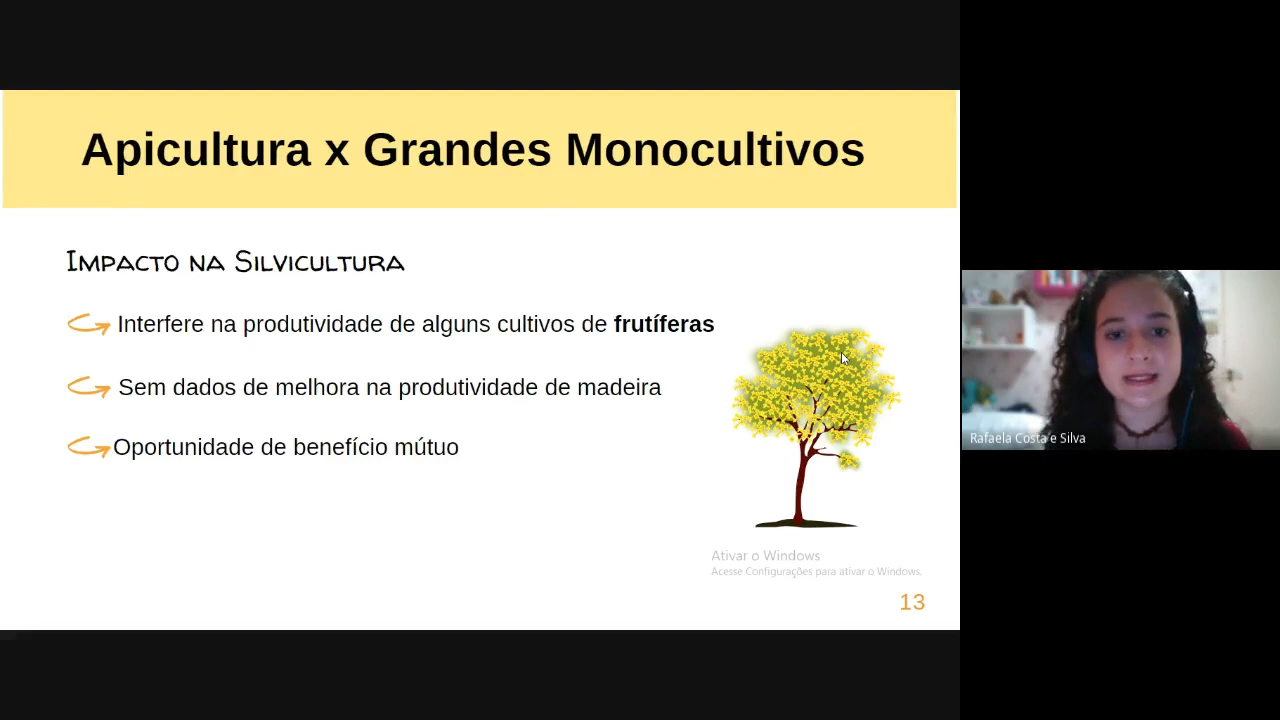 Apicultura x Grandes Monocultivos
Impacto na Silvicultura
Interfere na produtividade de alguns cultivos de frutíferas
Sem dados de melhora na produtividade de madeira
Oportunidade de benefício mútuo
Rafaela Costa e Silva
Ativar o Windows
Acesse Configurações para ativar o Windows.
13